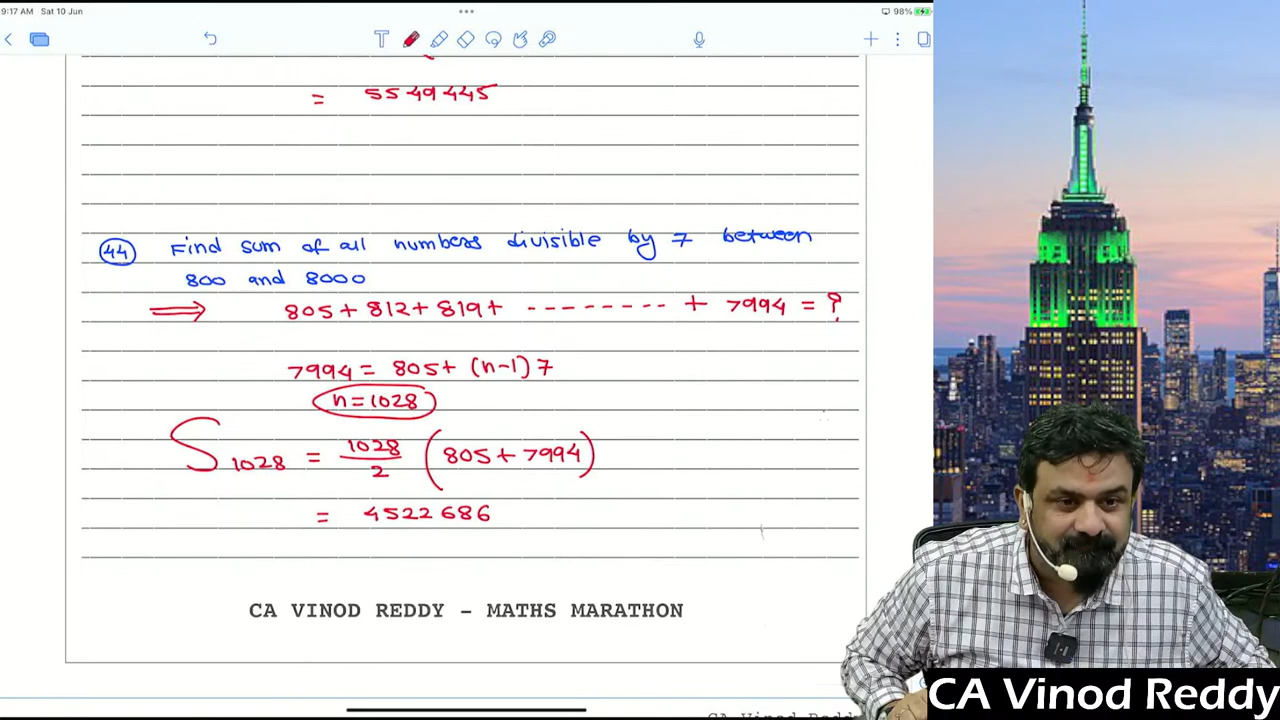 9:17 AM Sat 10 Jun
98%
= 5549445
44 Find sum of all numbers divisible by 7 between
800 and 8000
⟹ 805+812+819+ --------- + 7994 = ?
7994 = 805+ (n-1) 7
n=1028
S1028 = 1028/2 (805+7994)
= 4522686
CA VINOD REDDY - MATHS MARATHON
CA Vinod Reddy